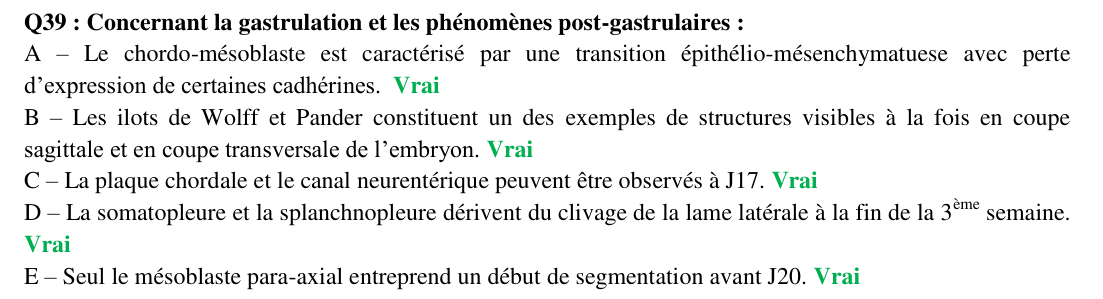 Q39 : Concernant la gastrulation et les phénomènes post-gastrulaires :
A – Le chordo-mésoblaste est caractérisé par une transition épithélio-mésenchymatuese avec perte
d’expression de certaines cadhérines. Vrai
B – Les ilots de Wolff et Pander constituent un des exemples de structures visibles à la fois en coupe
sagittale et en coupe transversale de l’embryon. Vrai
C – La plaque chordale et le canal neurentérique peuvent être observés à J17. Vrai
D – La somatopleure et la splanchnopleure dérivent du clivage de la lame latérale à la fin de la 3ème semaine.
Vrai
E – Seul le mésoblaste para-axial entreprend un début de segmentation avant J20. Vrai